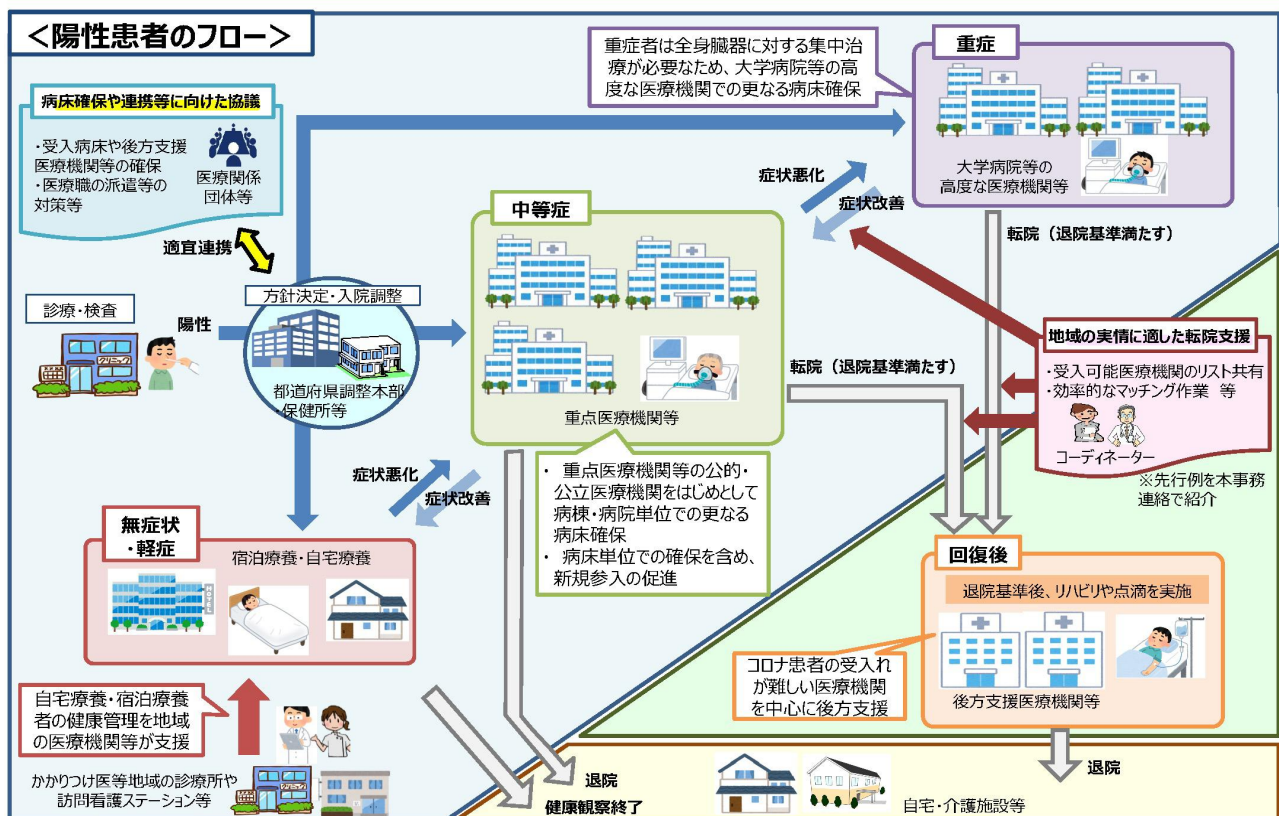 ＜陽性患者のフロー＞
病床確保や連携等に向けた協議
・受入病床や後方支援
医療機関等の確保
・医療職の派遣等の
対策等
医療関係
団体等
適宜連携
診療・検査
クリニック
陽性
方針決定・入院調整
都道府県調整本部
・保健所等
重症者は全身臓器に対する集中治
療が必要なため、大学病院等の高
度な医療機関での更なる病床確保
重症
大学病院等の
高度な医療機関等
症状悪化
症状改善
転院（退院基準満たす）
中等症
重点医療機関等
転院（退院基準満たす）
地域の実情に適した転院支援
・受入可能医療機関のリスト共有
・効率的なマッチング作業　等
コーディネーター
※先行例を本事務
連絡で紹介
・ 重点医療機関等の公的・
公立医療機関をはじめとして
病棟・病院単位での更なる
病床確保
・ 病床単位での確保を含め、
新規参入の促進
症状悪化
症状改善
無症状
・軽症
宿泊療養・自宅療養
自宅療養・宿泊療養
者の健康管理を地域
の医療機関等が支援
かかりつけ医等地域の診療所や
訪問看護ステーション等
クリニック
回復後
退院基準後、リハビリや点滴を実施
後方支援医療機関等
コロナ患者の受入れ
が難しい医療機関
を中心に後方支援
退院
健康観察終了
退院
自宅・介護施設等